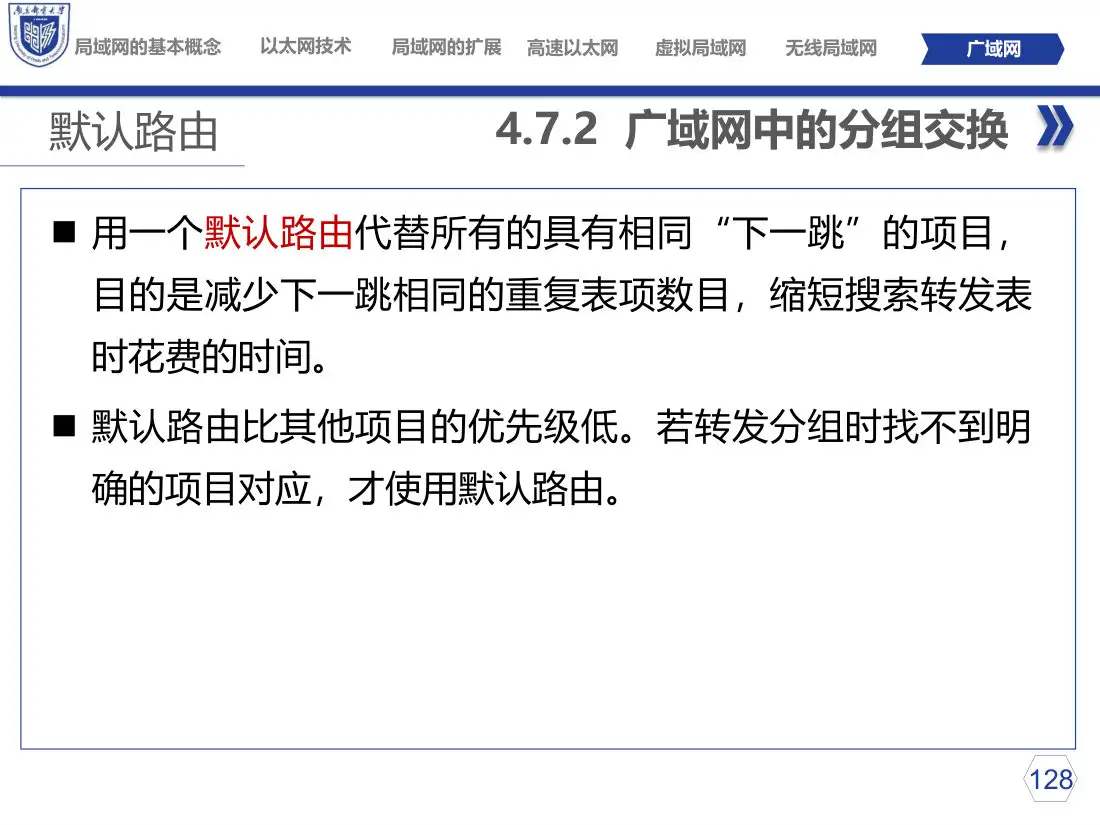 南京邮电大学
局域网的基本概念 以太网技术 局域网的扩展 高速以太网 虚拟局域网 无线局域网 广域网
默认路由
4.7.2 广域网中的分组交换
■ 用一个默认路由代替所有的具有相同“下一跳”的项目，
目的是减少下一跳相同的重复表项数目，缩短搜索转发表
时花费的时间。
■ 默认路由比其他项目的优先级低。若转发分组时找不到明
确的项目对应，才使用默认路由。
128